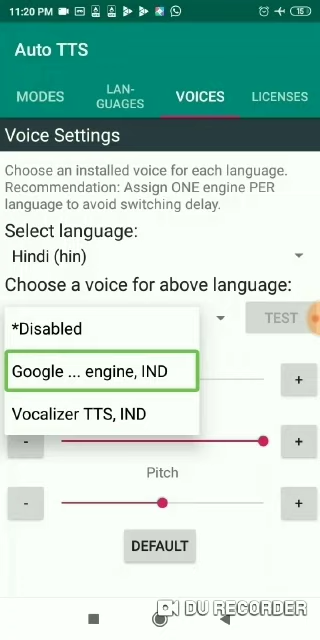 11:20 PM
15
Auto TTS
MODES
LAN-
GUAGES
VOICES
LICENSES
Voice Settings
Choose an installed voice for each language.
Recommendation: Assign ONE engine PER
language to avoid switching delay.
Select language:
Hindi (hin)
Choose a voice for above language:
*Disabled
TEST
Google ... engine, IND
+
Vocalizer TTS, IND
-
+
Pitch
-
+
DEFAULT
DU RECORDER